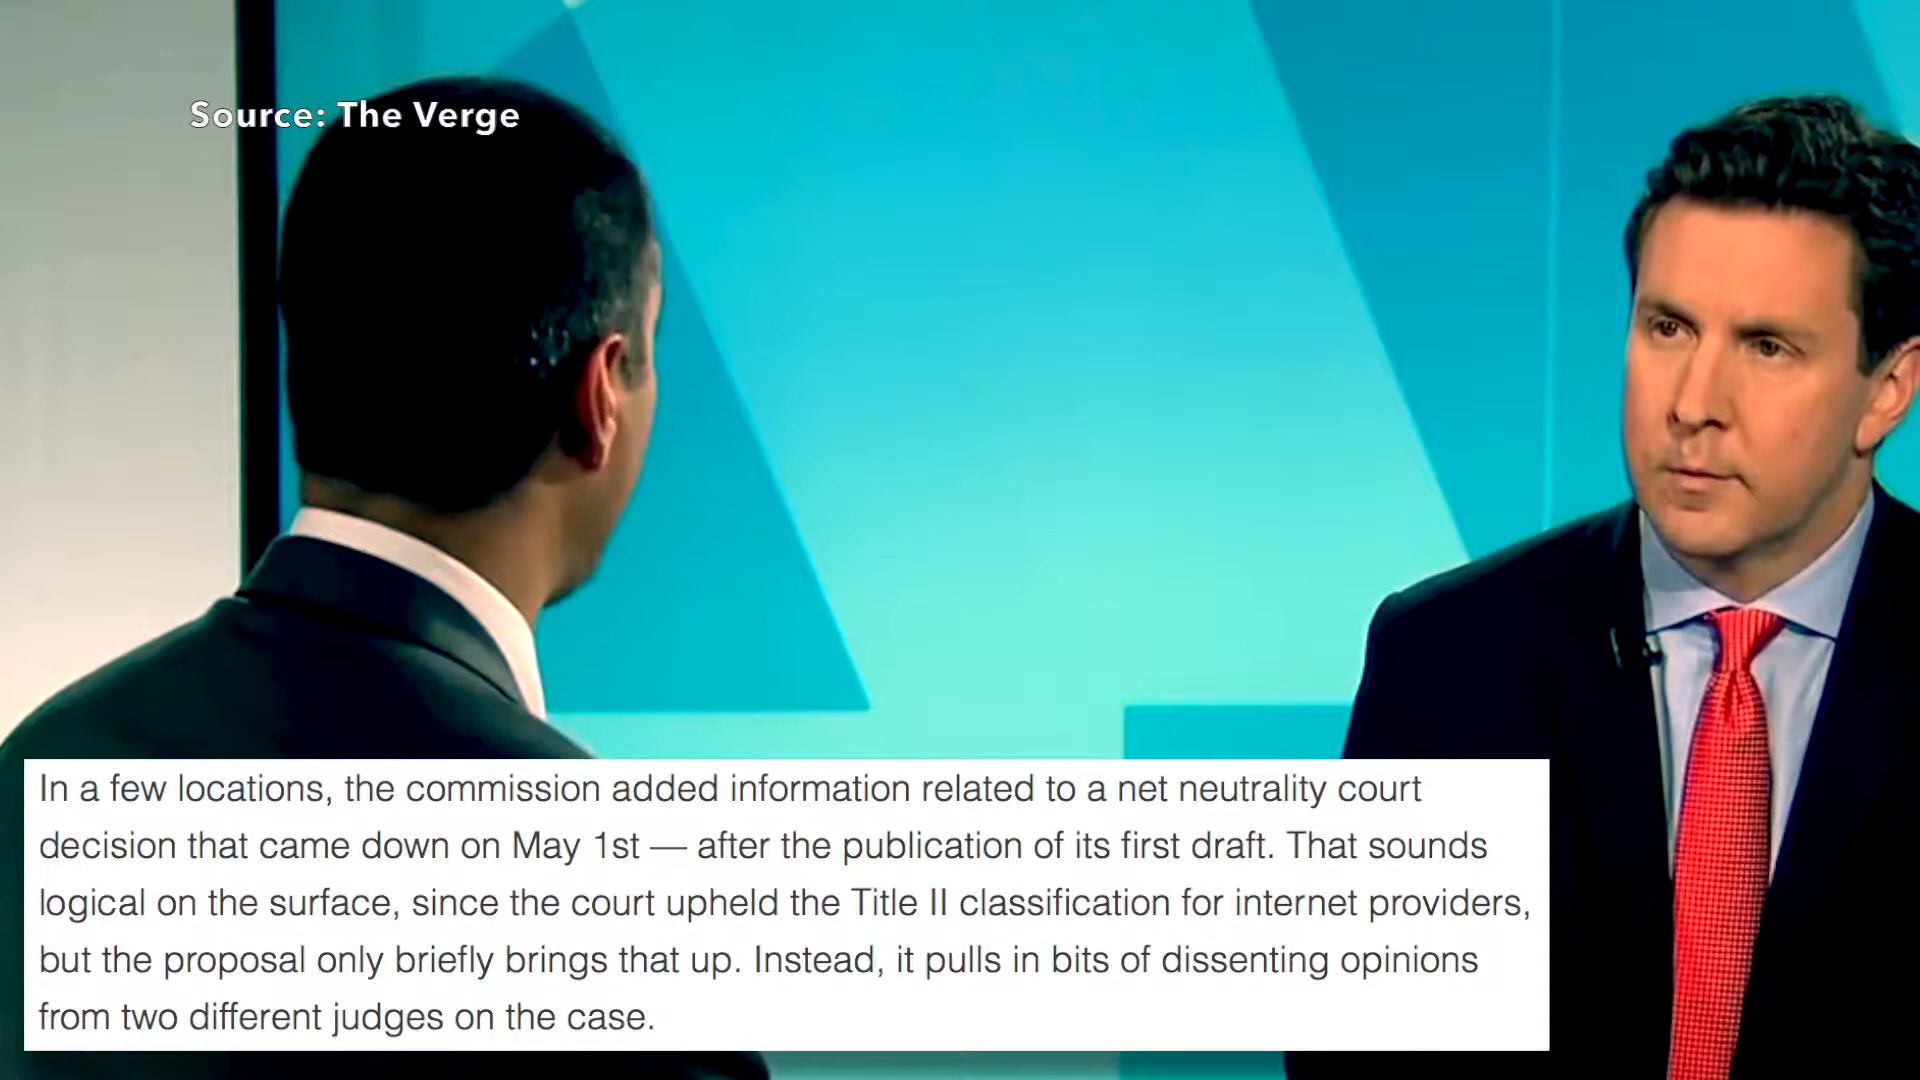 Source: The Verge
In a few locations, the commission added information related to a net neutrality court
decision that came down on May 1st — after the publication of its first draft. That sounds
logical on the surface, since the court upheld the Title II classification for internet providers,
but the proposal only briefly brings that up. Instead, it pulls in bits of dissenting opinions
from two different judges on the case.